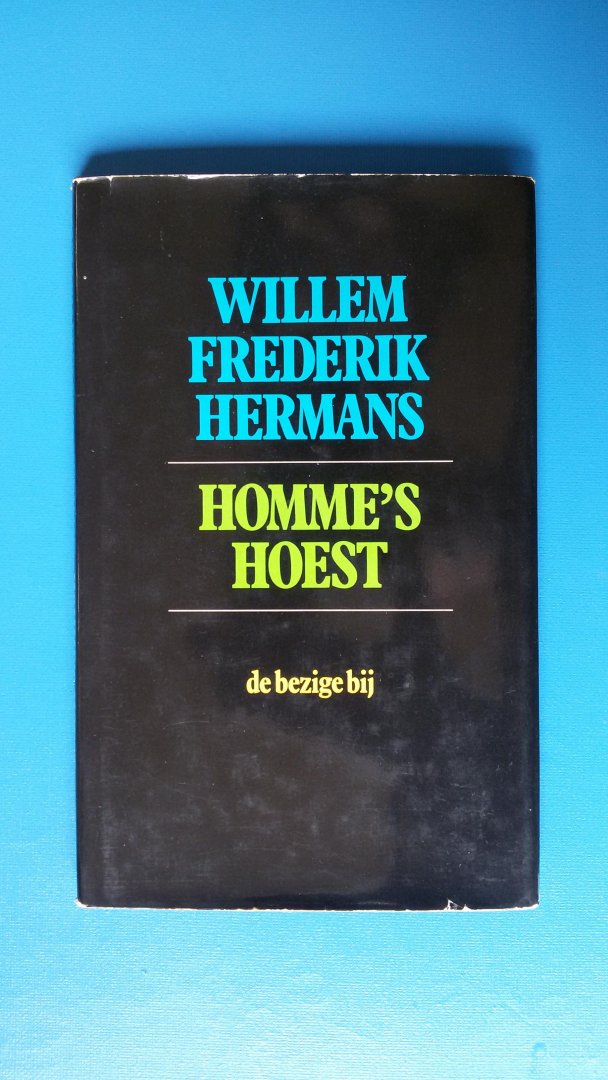 WILLEM
FREDERIK
HERMANS
HOMME'S
HOEST
de bezige bij